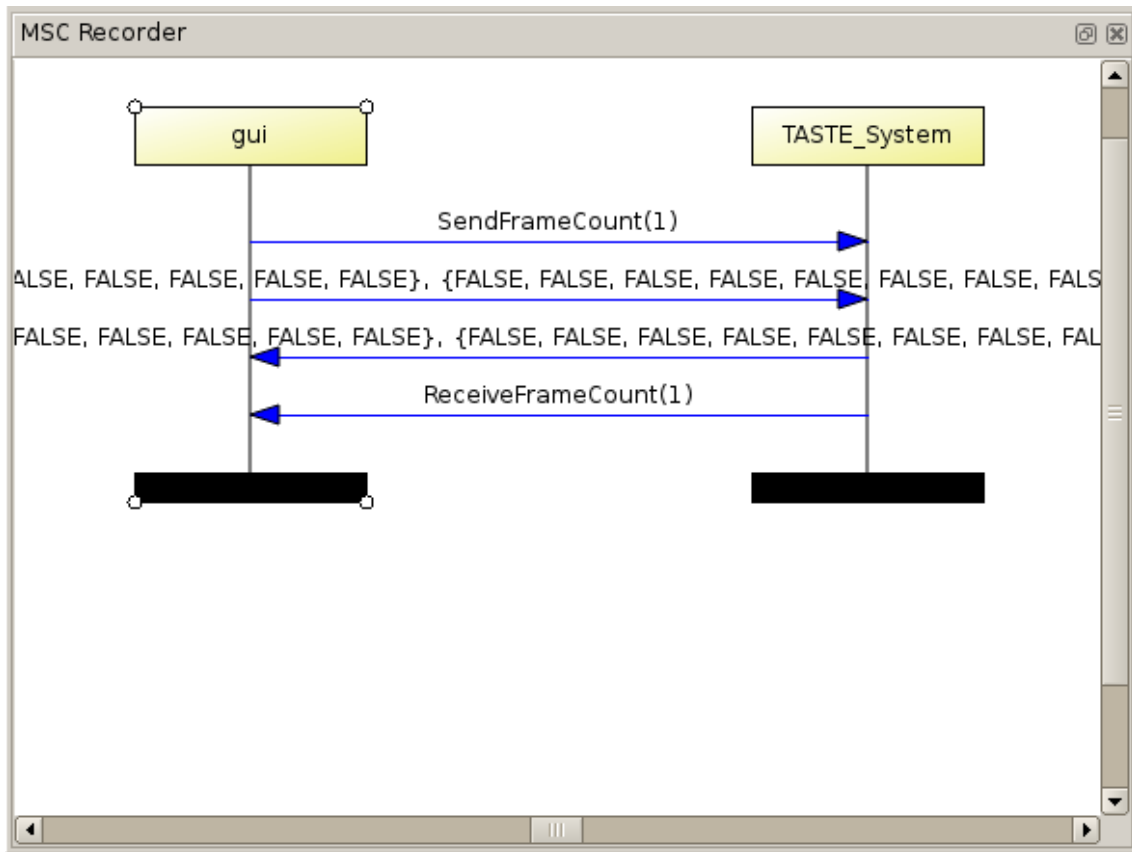 MSC Recorder
gui TASTE_System
SendFrameCount(1)
ALSE, FALSE, FALSE, FALSE, FALSE}, {FALSE, FALSE, FALSE, FALSE, FALSE, FALSE, FALSE, FALS
FALSE, FALSE, FALSE, FALSE, FALSE}, {FALSE, FALSE, FALSE, FALSE, FALSE, FALSE, FALSE, FAL
ReceiveFrameCount(1)